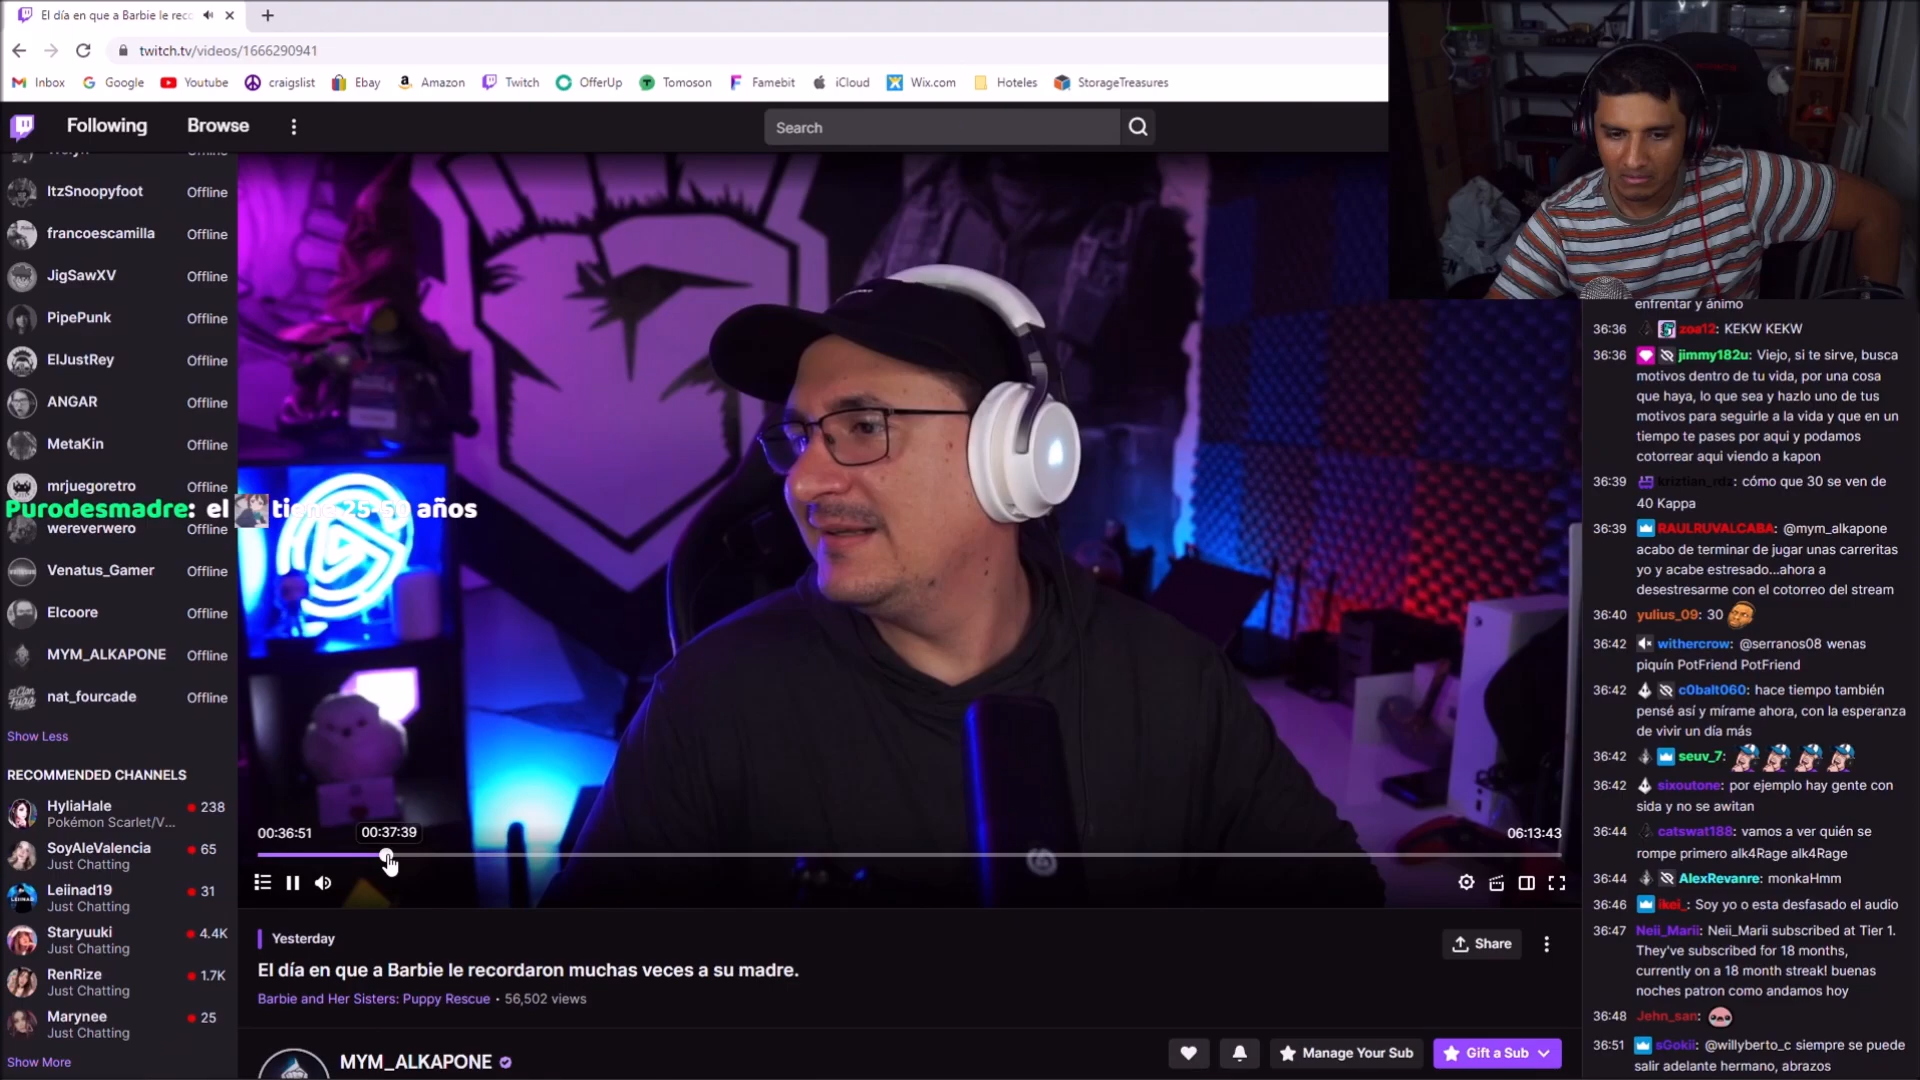 El día en que a Barbie le reco
twitch.tv/videos/1666290941
Inbox
Google
Youtube
craigslist
Ebay
Amazon
Twitch
OfferUp
Tomoson
Famebit
iCloud
Wix.com
Hoteles
StorageTreasures
Following
Browse
Search
Offline
ItzSnoopyfoot Offline
francoescamilla Offline
JigSawXV Offline
PipePunk Offline
ElJustRey Offline
ANGAR Offline
MetaKin Offline
mrjuegoretro Offline
Purodesmadre: el tiene 25-50 años
wereverwero Offline
Venatus_Gamer Offline
Elcoore Offline
MYM_ALKAPONE Offline
nat_fourcade Offline
Show Less
RECOMMENDED CHANNELS
HyliaHale 238
Pokémon Scarlet/V...
SoyAleValencia 65
Just Chatting
Leiinad19 31
Just Chatting
Staryuuki 4.4K
Just Chatting
RenRize 1.7K
Just Chatting
Marynee 25
Just Chatting
Show More
00:36:51
00:37:39
06:13:43
Yesterday
El día en que a Barbie le recordaron muchas veces a su madre.
Barbie and Her Sisters: Puppy Rescue • 56,502 views
Share
MYM_ALKAPONE
Manage Your Sub
Gift a Sub
enfrentar y ánimo
36:36 zoa12: KEKW KEKW
36:36 jimmy182u: Viejo, si te sirve, busca
motivos dentro de tu vida, por una cosa
que haya, lo que sea y hazlo uno de tus
motivos para seguirle a la vida y que en un
tiempo te pases por aqui y podamos
cotorrear aqui viendo a kapon
36:39 kriztian_rdz: cómo que 30 se ven de
40 Kappa
36:39 RAULRUVALCABA: @mym_alkapone
acabo de terminar de jugar unas carreritas
yo y acabe estresado...ahora a
desestresarme con el cotorreo del stream
36:40 yulius_09: 30
36:42 withercrow: @serranos08 wenas
piquín PotFriend PotFriend
36:42 c0balt060: hace tiempo también
pensé así y mírame ahora, con la esperanza
de vivir un día más
36:42 seuv_7:
36:42 sixoutone: por ejemplo hay gente con
sida y no se awitan
36:44 catswat188: vamos a ver quién se
rompe primero alk4Rage alk4Rage
36:44 AlexRevanre: monkaHmm
36:46 ikei_: Soy yo o esta desfasado el audio
36:47 Neii_Marii: Neii_Marii subscribed at Tier 1.
They've subscribed for 18 months,
currently on a 18 month streak! buenas
noches patron como andamos hoy
36:48 Jehn_san:
36:51 sGokii: @willyberto_c siempre se puede
salir adelante hermano, abrazos